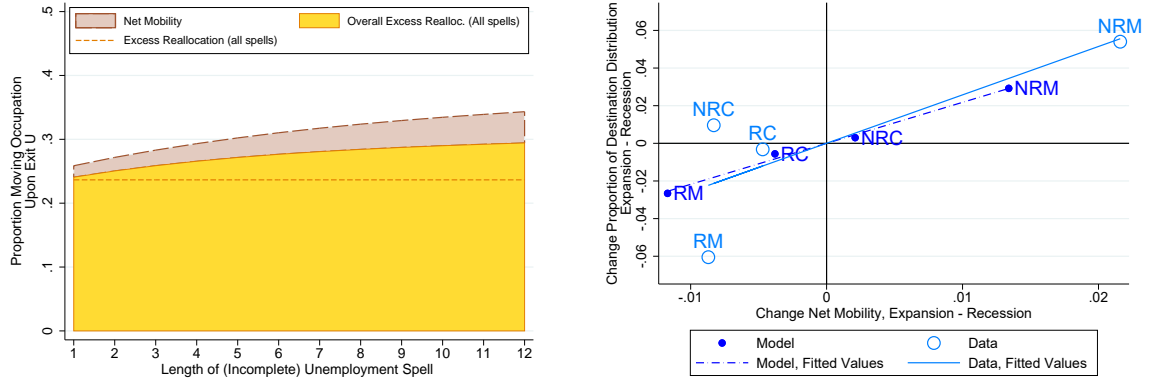 .5
.4
.3
.2
.1
0
Proportion Moving Occupation
Upon Exit U
Net Mobility
Overall Excess Realloc. (All spells)
Excess Reallocation (all spells)
1 2 3 4 5 6 7 8 9 10 11 12
Length of (Incomplete) Unemployment Spell
.06
.04
.02
0
-.02
-.04
-.06
Change Proportion of Destination Distribution
Expansion - Recession
NRM
NRM
NRC
RC
NRC
RC
RM
RM
-.01 0 .01 .02
Change Net Mobility, Expansion - Recession
Model Data
Model, Fitted Values Data, Fitted Values